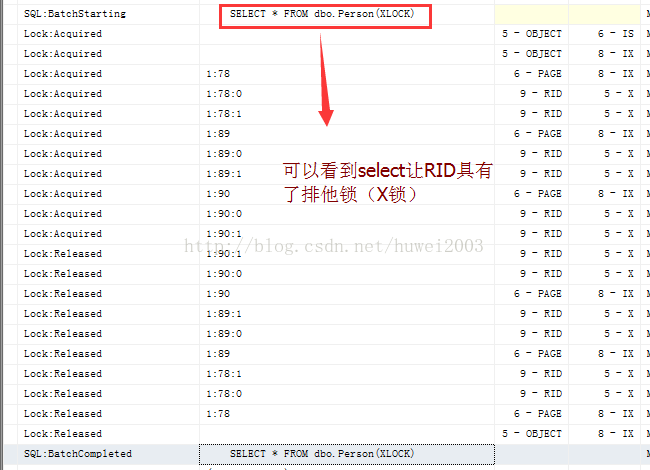 SQL:BatchStarting SELECT * FROM dbo.Person(XLOCK)
Lock:Acquired 5 - OBJECT 6 - IS
Lock:Acquired 5 - OBJECT 8 - IX
Lock:Acquired 1:78 6 - PAGE 8 - IX
Lock:Acquired 1:78:0 9 - RID 5 - X
Lock:Acquired 1:78:1 9 - RID 5 - X
Lock:Acquired 1:89 6 - PAGE 8 - IX
Lock:Acquired 1:89:0 9 - RID 5 - X
Lock:Acquired 1:89:1 9 - RID 5 - X
Lock:Acquired 1:90 6 - PAGE 8 - IX
Lock:Acquired 1:90:0 9 - RID 5 - X
Lock:Acquired 1:90:1 9 - RID 5 - X
Lock:Released 1:90:1 9 - RID 5 - X
Lock:Released 1:90:0 9 - RID 5 - X
Lock:Released 1:90 6 - PAGE 8 - IX
Lock:Released 1:89:1 9 - RID 5 - X
Lock:Released 1:89:0 9 - RID 5 - X
Lock:Released 1:89 6 - PAGE 8 - IX
Lock:Released 1:78:1 9 - RID 5 - X
Lock:Released 1:78:0 9 - RID 5 - X
Lock:Released 1:78 6 - PAGE 8 - IX
Lock:Released 5 - OBJECT 8 - IX
SQL:BatchCompleted SELECT * FROM dbo.Person(XLOCK)
可以看到select让RID具有
了排他锁（X锁）
http://blog.csdn.net/huwei2003